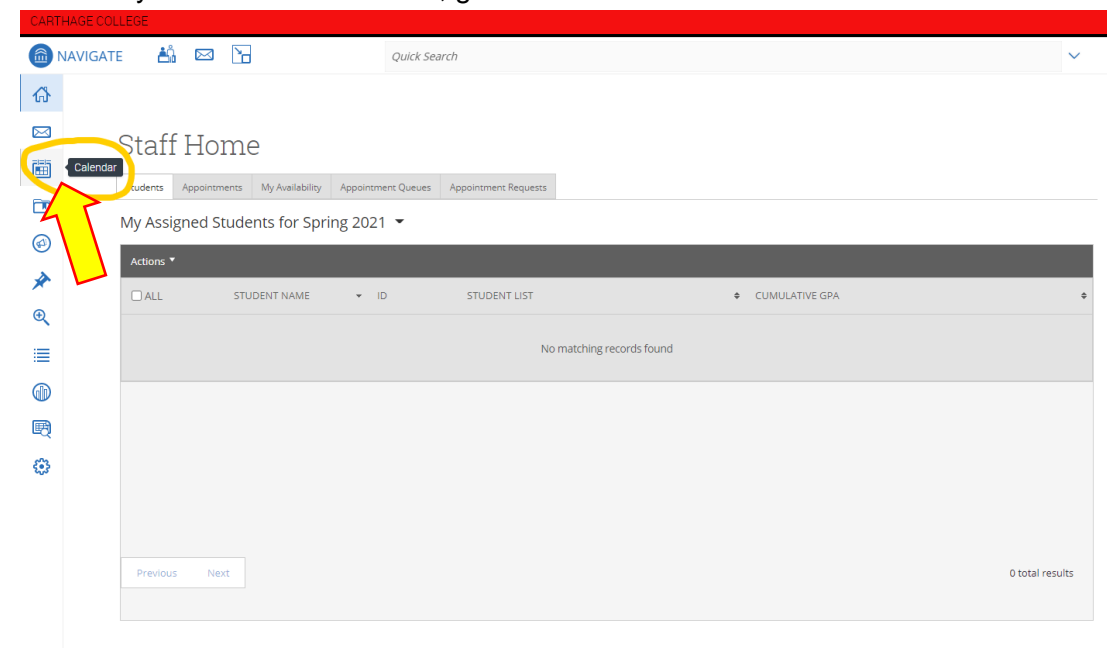 CARTHAGE COLLEGE
NAVIGATE Quick Search
Staff Home
Calendar
Students Appointments My Availability Appointment Queues Appointment Requests
My Assigned Students for Spring 2021
Actions
ALL STUDENT NAME ID STUDENT LIST CUMULATIVE GPA
No matching records found
Previous Next 0 total results